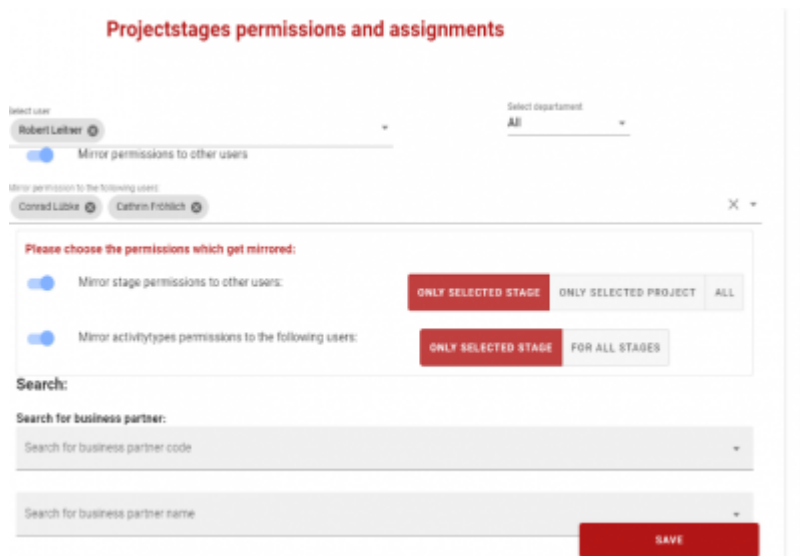 Projectstages permissions and assignments
Select user
Select departament
Robert Leitner
All
Mirror permissions to other users
Mirror permission to the following users:
Conrad Lübke Cathrin Fröhlich
Please choose the permissions which get mirrored:
Mirror stage permissions to other users:
ONLY SELECTED STAGE ONLY SELECTED PROJECT ALL
Mirror activitytypes permissions to the following users:
ONLY SELECTED STAGE FOR ALL STAGES
Search:
Search for business partner:
Search for business partner code
Search for business partner name
SAVE